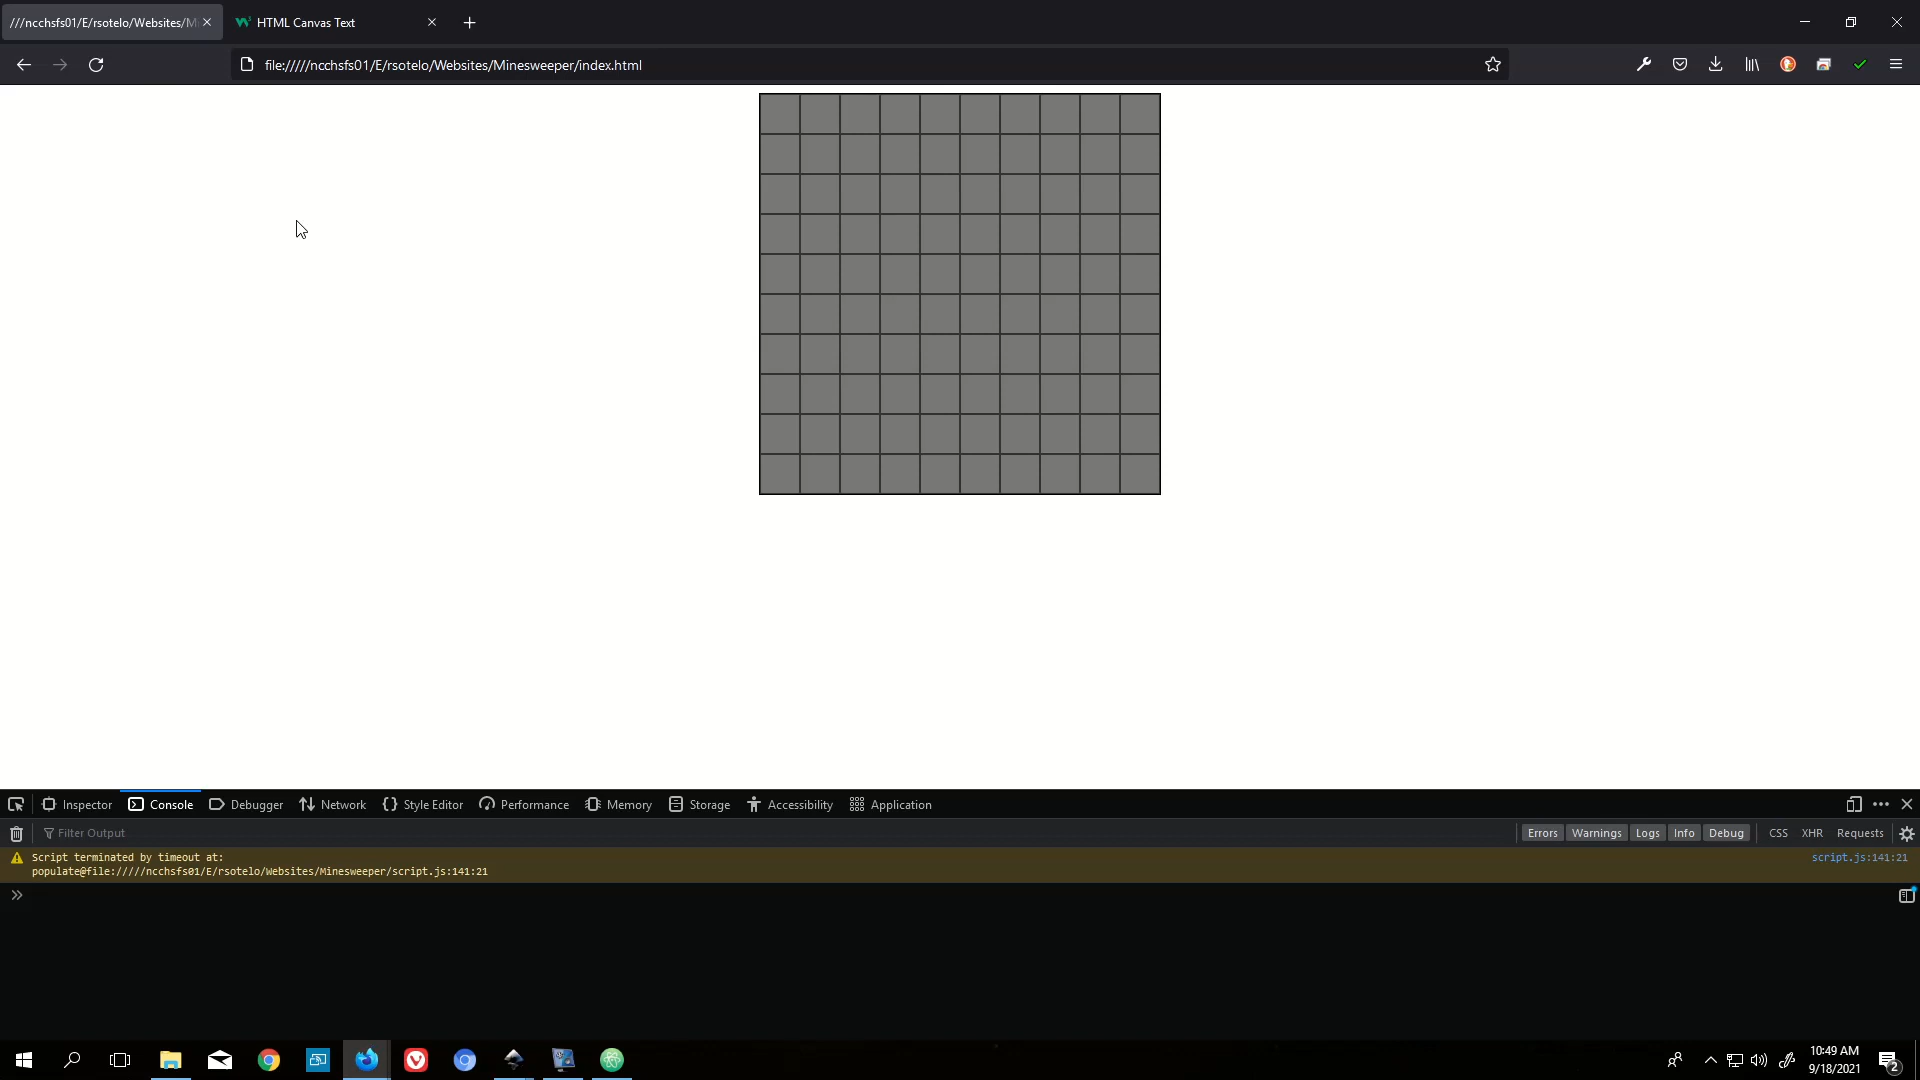 ///ncchsfs01/E/rsotelo/Websites/M
HTML Canvas Text
file://///ncchsfs01/E/rsotelo/Websites/Minesweeper/index.html
Inspector
Console
Debugger
Network
Style Editor
Performance
Memory
Storage
Accessibility
Application
Filter Output
Errors
Warnings
Logs
Info
Debug
CSS
XHR
Requests
Script terminated by timeout at:
script.js:141:21
populate@file://///ncchsfs01/E/rsotelo/Websites/Minesweeper/script.js:141:21
10:49 AM
9/18/2021
2